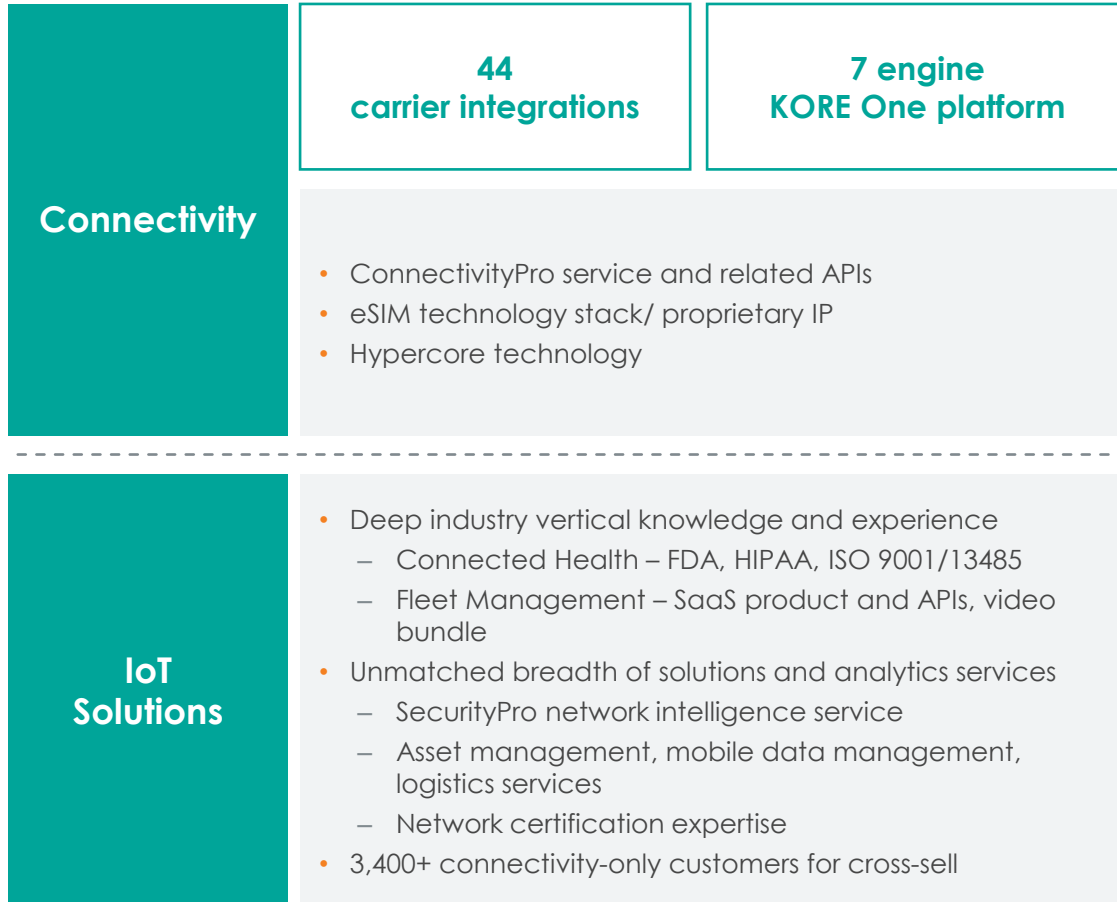 Connectivity
44
carrier integrations
7 engine
KORE One platform
• ConnectivityPro service and related APIs
• eSIM technology stack/ proprietary IP
• Hypercore technology
IoT
Solutions
• Deep industry vertical knowledge and experience
– Connected Health – FDA, HIPAA, ISO 9001/13485
– Fleet Management – SaaS product and APIs, video
bundle
• Unmatched breadth of solutions and analytics services
– SecurityPro network intelligence service
– Asset management, mobile data management,
logistics services
– Network certification expertise
• 3,400+ connectivity-only customers for cross-sell